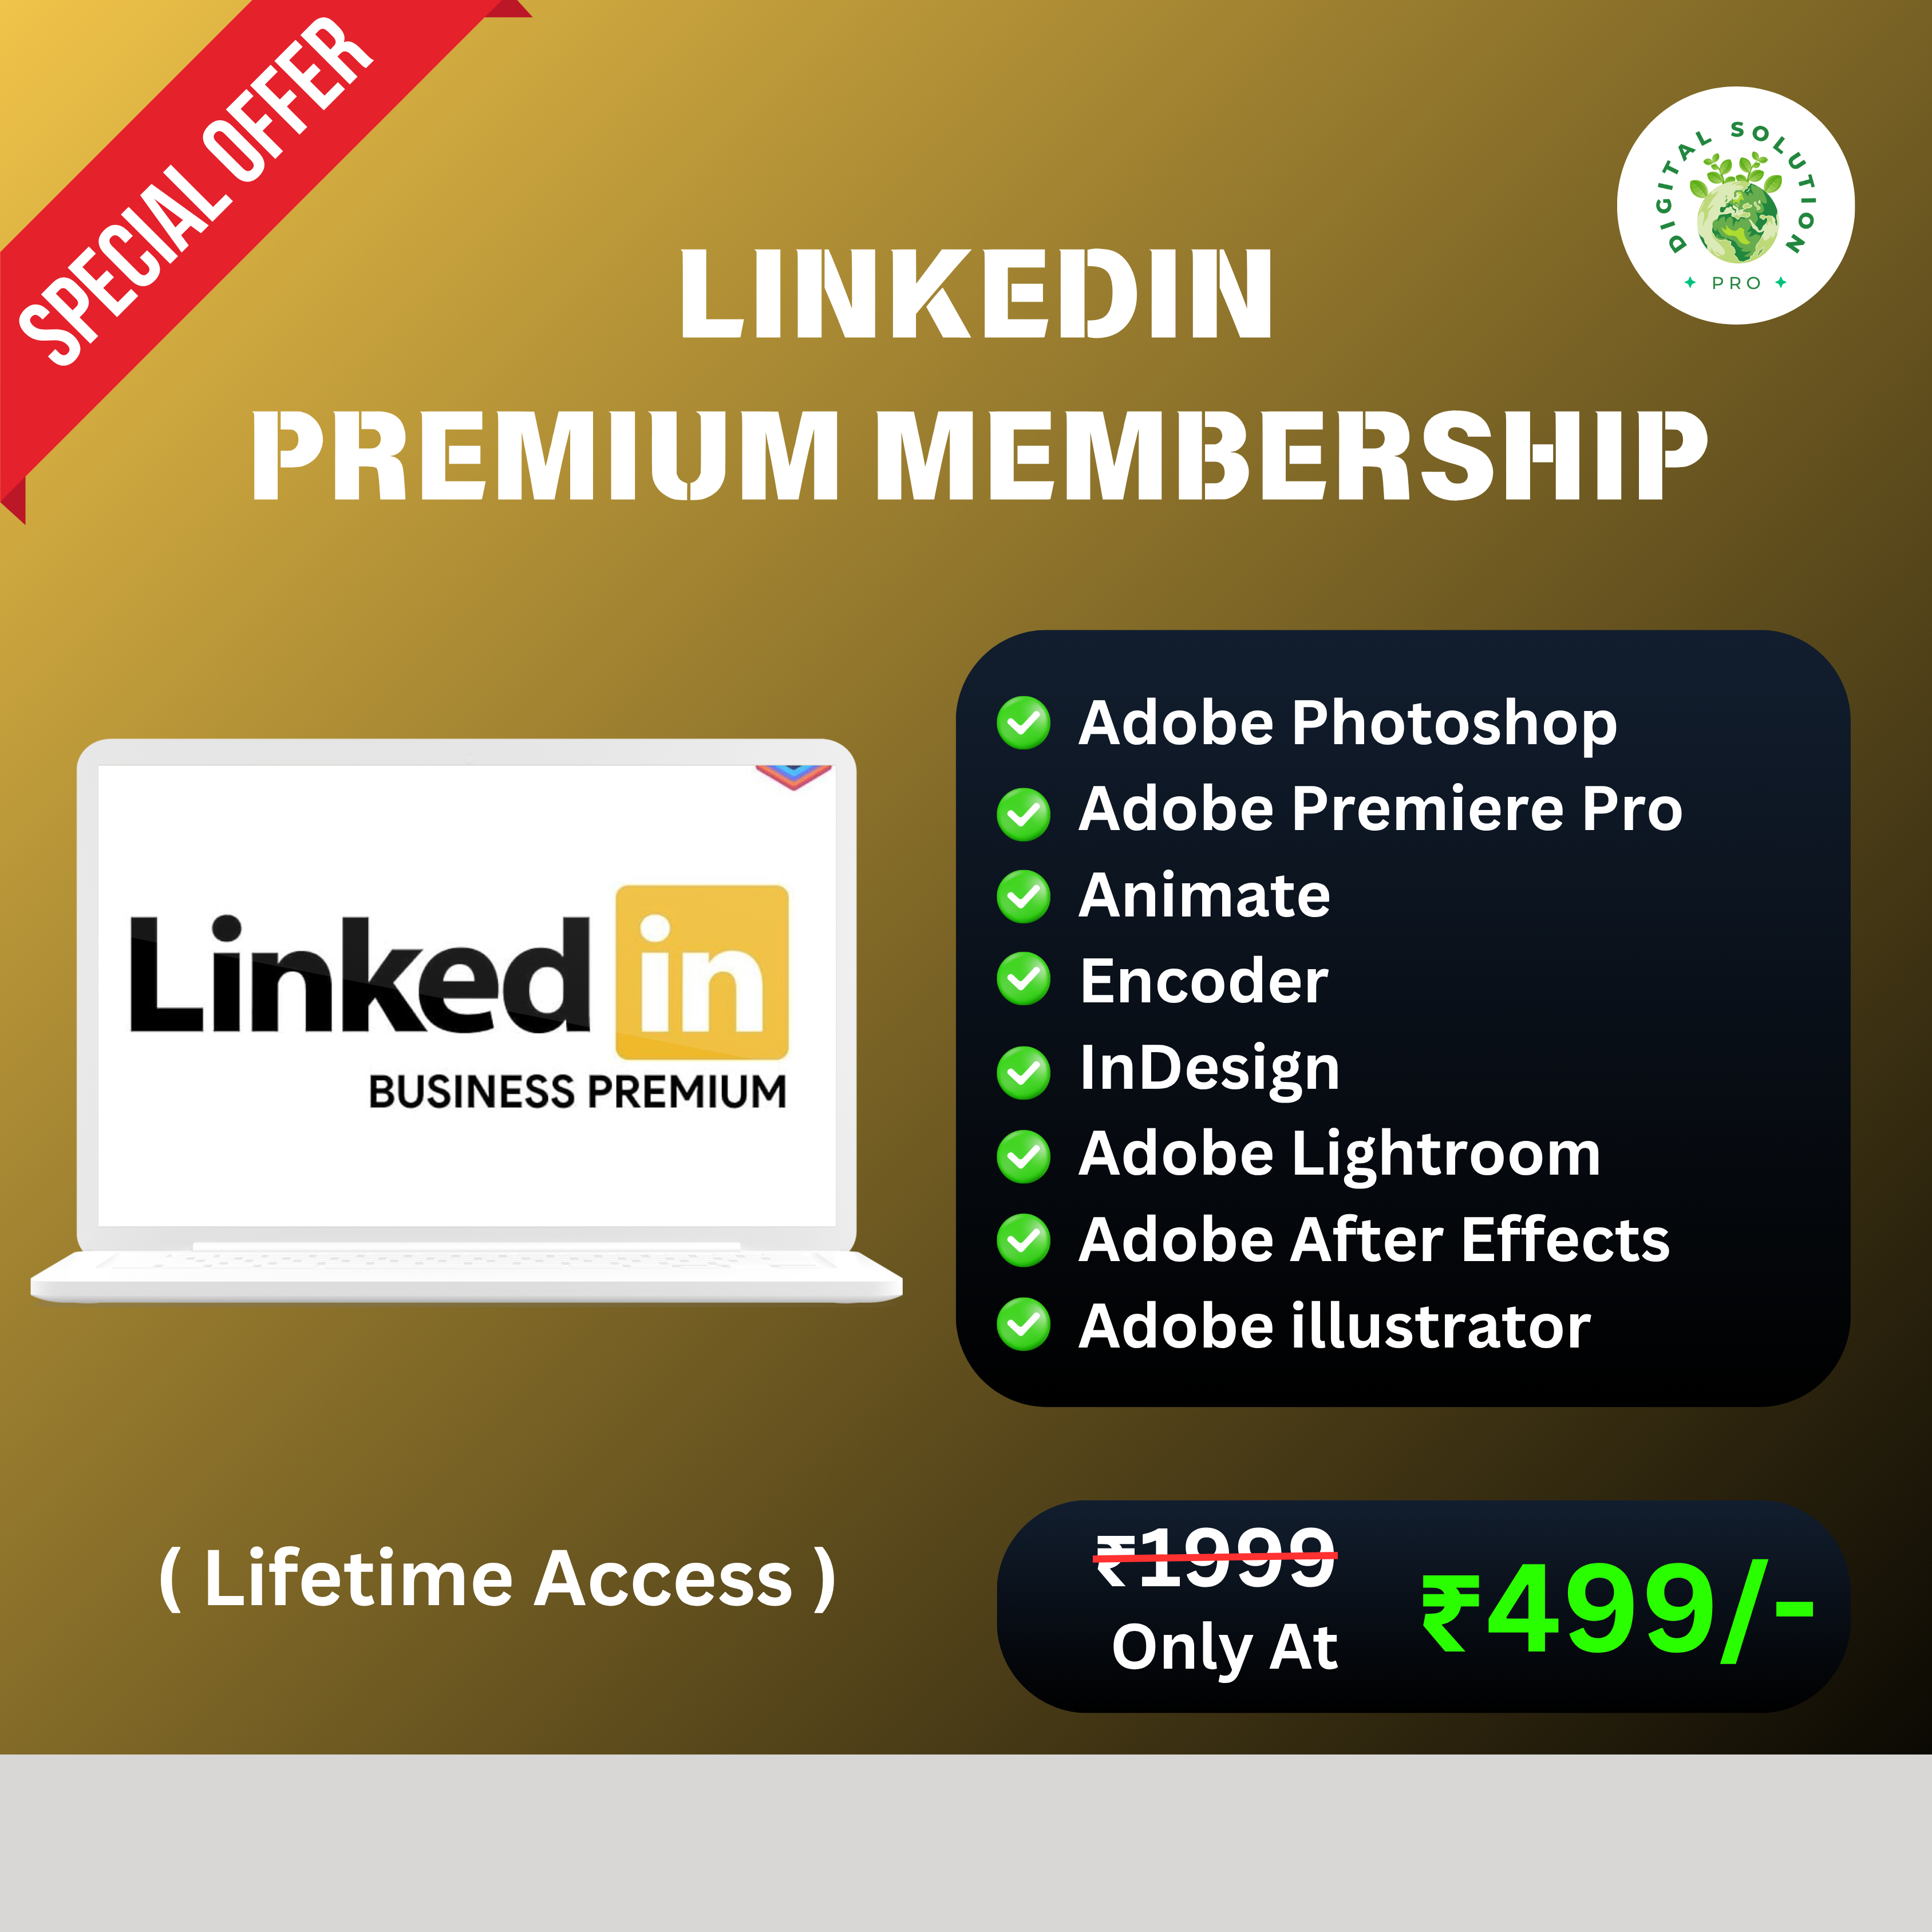 SPECIAL OFFER
DIGITAL SOLUTION
PRO
LINKEDIN
PREMIUM MEMBERSHIP
Linked in
BUSINESS PREMIUM
Adobe Photoshop
Adobe Premiere Pro
Animate
Encoder
InDesign
Adobe Lightroom
Adobe After Effects
Adobe illustrator
( Lifetime Access )
₹1999
Only At
₹499/-